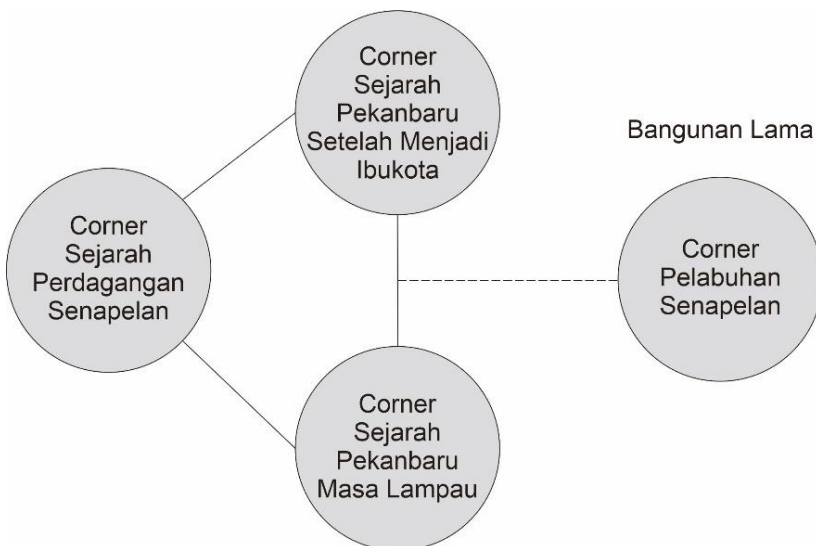 Corner
Sejarah
Pekanbaru
Setelah Menjadi
Ibukota
Bangunan Lama
Corner
Sejarah
Perdagangan
Senapelan
Corner
Pelabuhan
Senapelan
Corner
Sejarah
Pekanbaru
Masa Lampau